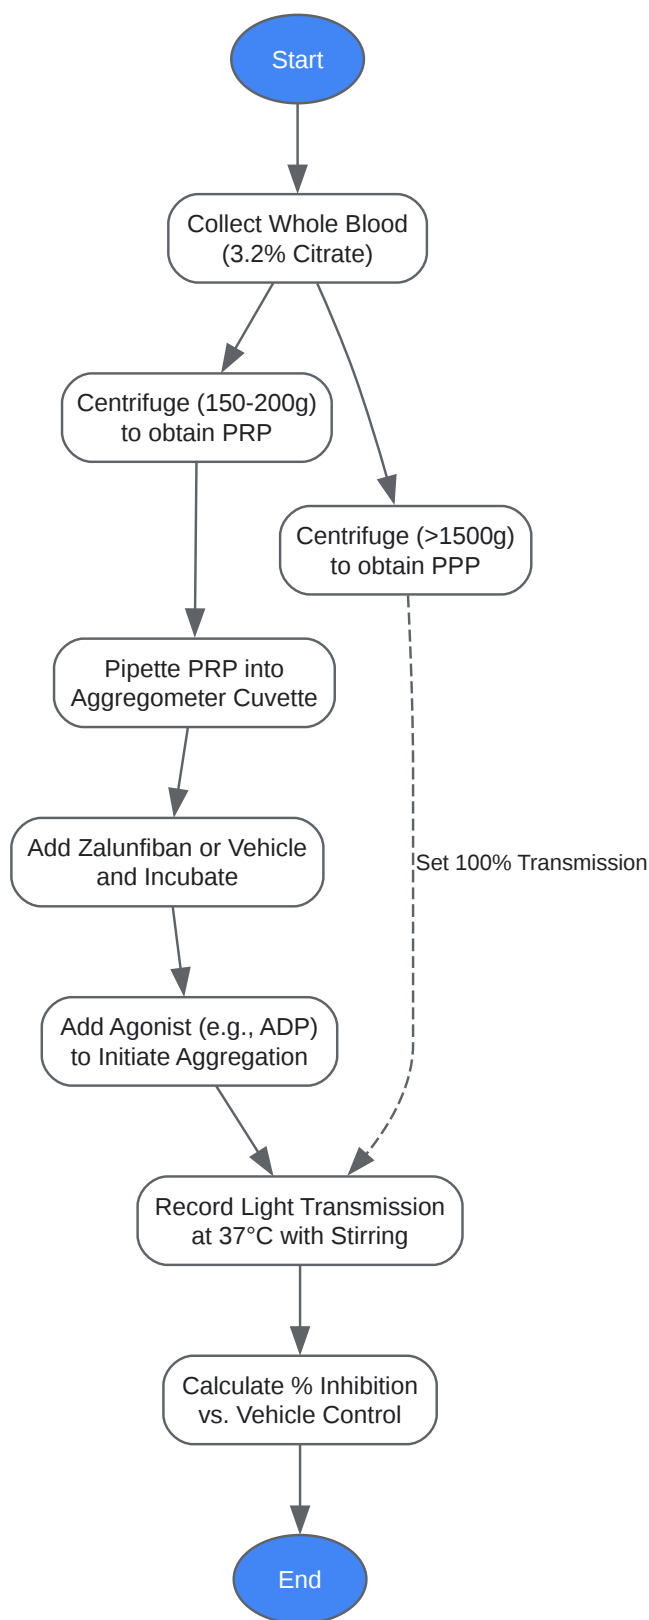 Start
Collect Whole Blood
(3.2% Citrate)
Centrifuge (150-200g)
to obtain PRP
Centrifuge (>1500g)
to obtain PPP
Pipette PRP into
Aggregometer Cuvette
Add Zalunfiban or Vehicle
and Incubate
Set 100% Transmission
Add Agonist (e.g., ADP)
to Initiate Aggregation
Record Light Transmission
at 37°C with Stirring
Calculate % Inhibition
vs. Vehicle Control
End